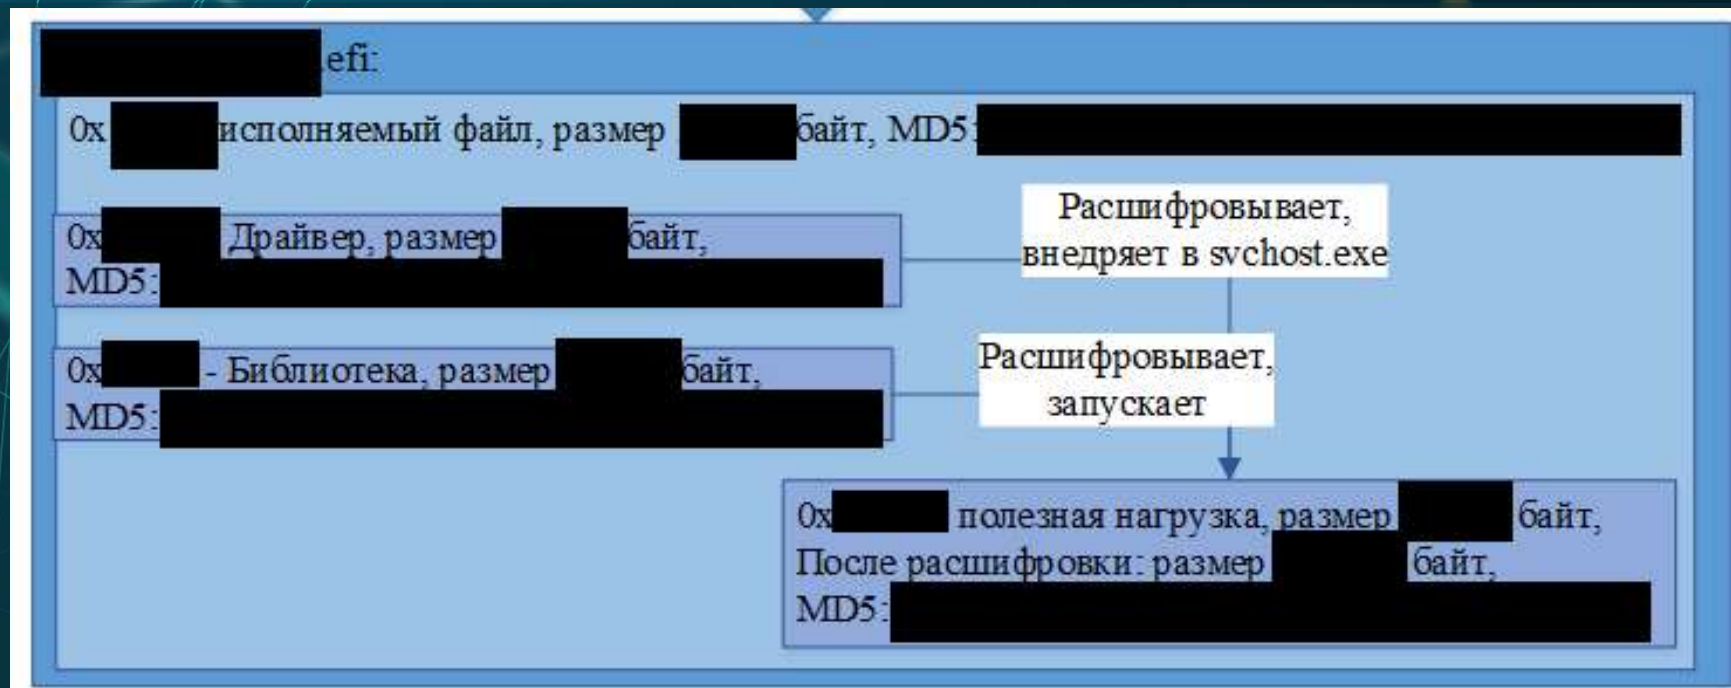 .efi:
0x исполняемый файл, размер байт, MD5:
Расшифровывает,
внедряет в svchost.exe
0x Драйвер, размер байт,
MD5:
Расшифровывает,
запускает
0x - Библиотека, размер байт,
MD5:
0x полезная нагрузка, размер байт,
После расшифровки: размер байт,
MD5: